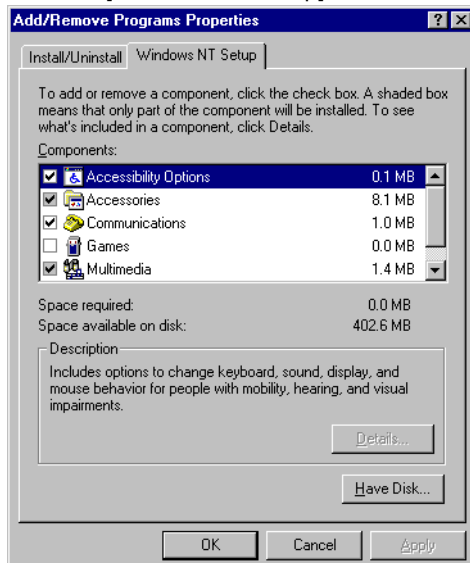 Add/Remove Programs Properties
Install/Uninstall Windows NT Setup
To add or remove a component, click the check box. A shaded box
means that only part of the component will be installed. To see
what's included in a component, click Details.
Components:
Accessibility Options 0.1 MB
Accessories 8.1 MB
Communications 1.0 MB
Games 0.0 MB
Multimedia 1.4 MB
Space required: 0.0 MB
Space available on disk: 402.6 MB
Description
Includes options to change keyboard, sound, display, and
mouse behavior for people with mobility, hearing, and visual
impairments.
Details...
Have Disk...
OK Cancel Apply